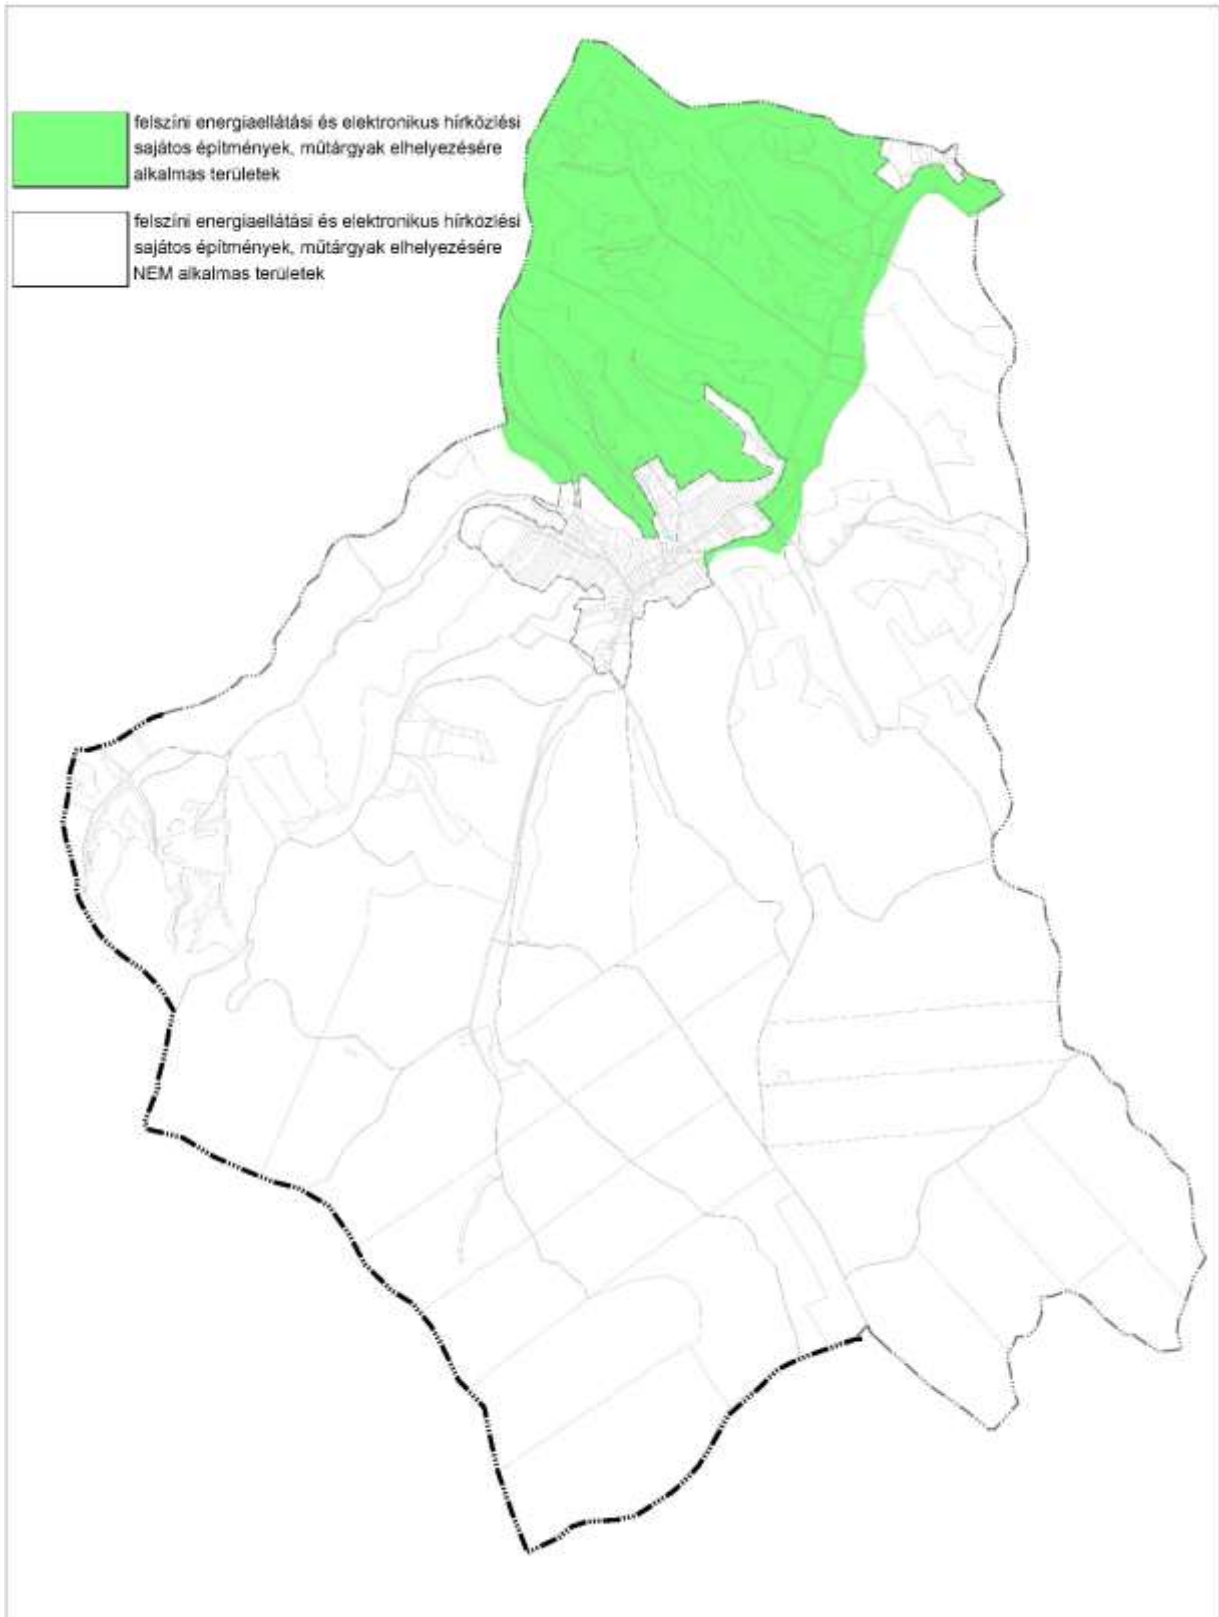 felszíni energiaellátási és elektronikus hírközlési
sajátos építmények, műtárgyak elhelyezésére
alkalmas területek
felszíni energiaellátási és elektronikus hírközlési
sajátos építmények, műtárgyak elhelyezésére
NEM alkalmas területek